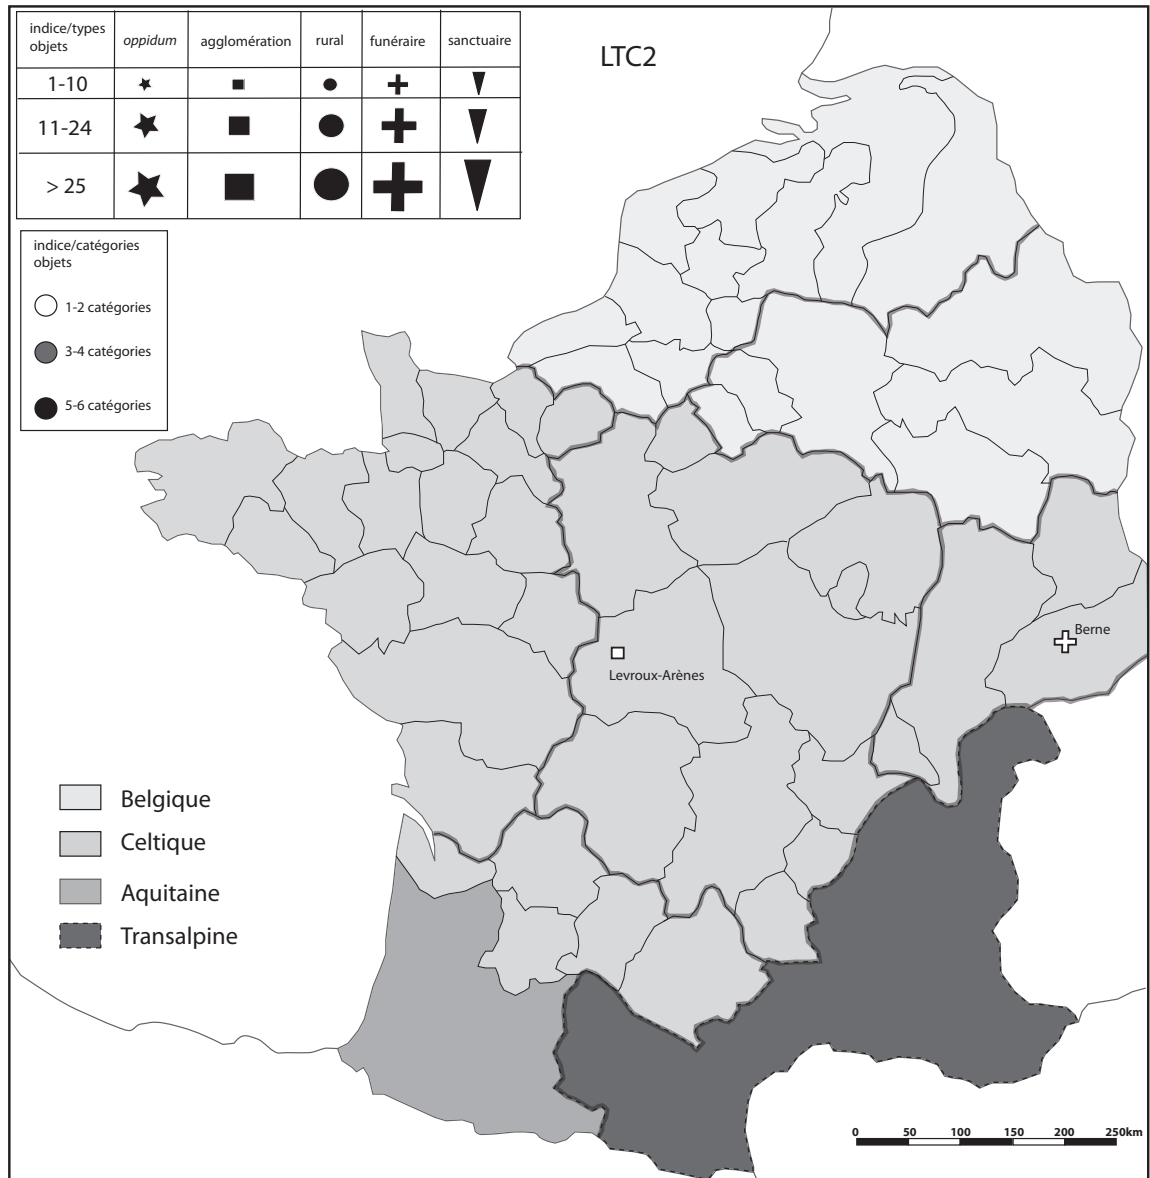 LTC2
indice/types
objets
oppidum
agglomération
rural
funéraire
sanctuaire
1-10
11-24
> 25
indice/catégories
objets
1-2 catégories
3-4 catégories
5-6 catégories
Berne
Levroux-Arènes
Belgique
Celtique
Aquitaine
Transalpine
0 50 100 150 200 250km